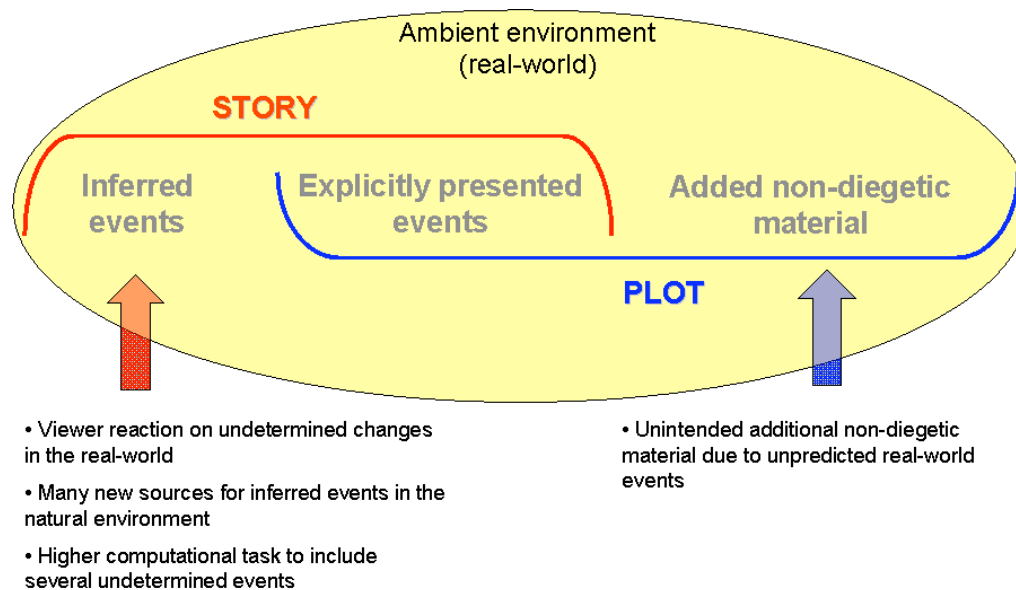 Ambient environment
(real-world)
STORY
Inferred
events
Explicitly presented
events
Added non-diegetic
material
PLOT
• Viewer reaction on undetermined changes
in the real-world
• Many new sources for inferred events in the
natural environment
• Higher computational task to include
several undetermined events
• Unintended additional non-diegetic
material due to unpredicted real-world
events